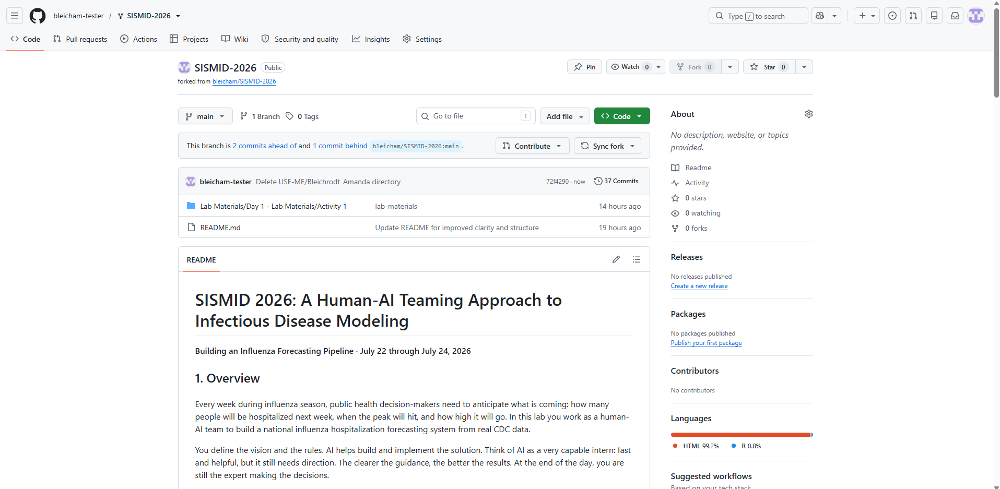 bleicham-tester / SISMID-2026
Type / to search
Code Pull requests Actions Projects Wiki Security and quality Insights Settings
SISMID-2026 Public
Pin Watch 0 Fork 0 Star 0
forked from bleicham/SISMID-2026
main 1 Branch 0 Tags Go to file T Add file Code
This branch is 2 commits ahead of and 1 commit behind bleicham/SISMID-2026:main .
Contribute Sync fork
bleicham-tester Delete USE-ME/Bleichrodt_Amanda directory 72f4290 · now 37 Commits
Lab Materials/Day 1 - Lab Materials/Activity 1 lab-materials 14 hours ago
README.md Update README for improved clarity and structure 19 hours ago
README
SISMID 2026: A Human-AI Teaming Approach to
Infectious Disease Modeling
Building an Influenza Forecasting Pipeline · July 22 through July 24, 2026
1. Overview
Every week during influenza season, public health decision-makers need to anticipate what is coming: how many
people will be hospitalized next week, when the peak will hit, and how high it will go. In this lab you work as a human-
AI team to build a national influenza hospitalization forecasting system from real CDC data.
You define the vision and the rules. AI helps build and implement the solution. Think of AI as a very capable intern: fast
and helpful, but it still needs direction. The clearer the guidance, the better the results. At the end of the day, you are
still the expert making the decisions.
About
No description, website, or topics
provided.
Readme
Activity
0 stars
0 watching
0 forks
Releases
No releases published
Create a new release
Packages
No packages published
Publish your first package
Contributors
No contributors
Languages
HTML 99.2% R 0.8%
Suggested workflows
Based on your tech stack